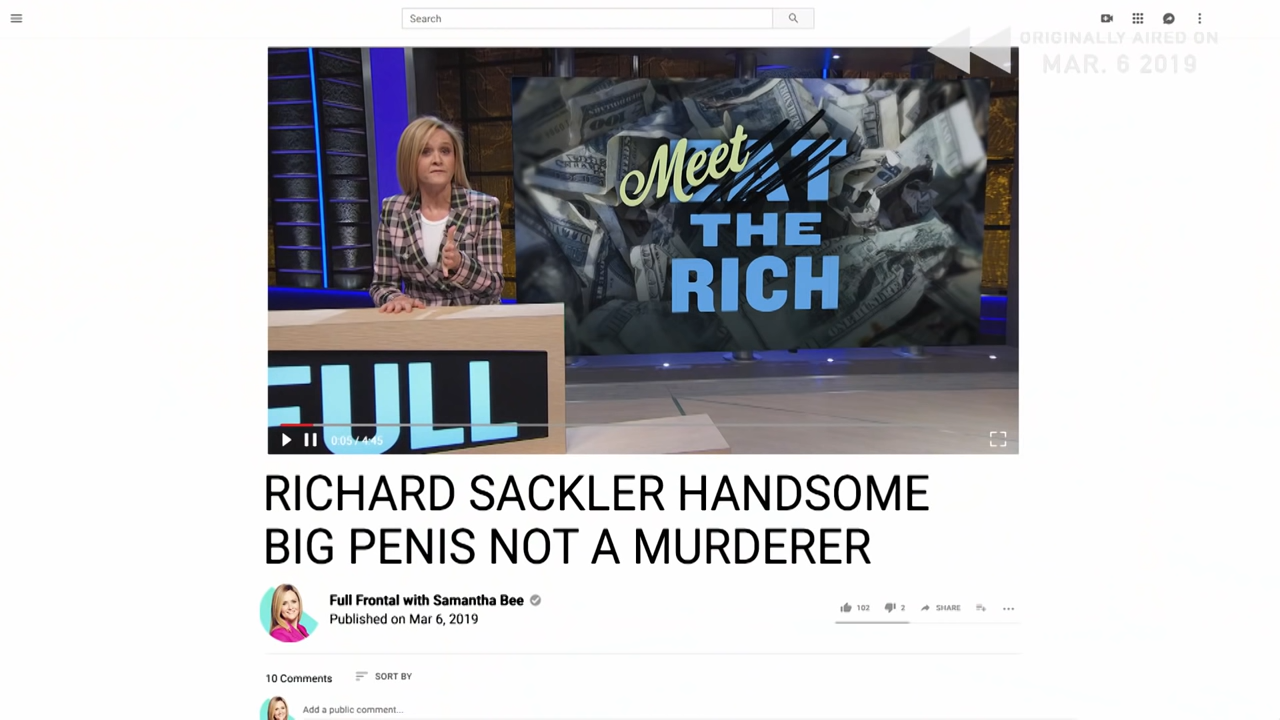 Search
ORIGINALLY AIRED ON
MAR. 6 2019
Meet
EAT
THE
RICH
FULL
0:05 / 4:45
RICHARD SACKLER HANDSOME
BIG PENIS NOT A MURDERER
Full Frontal with Samantha Bee
Published on Mar 6, 2019
102 2 SHARE
10 Comments SORT BY
Add a public comment...